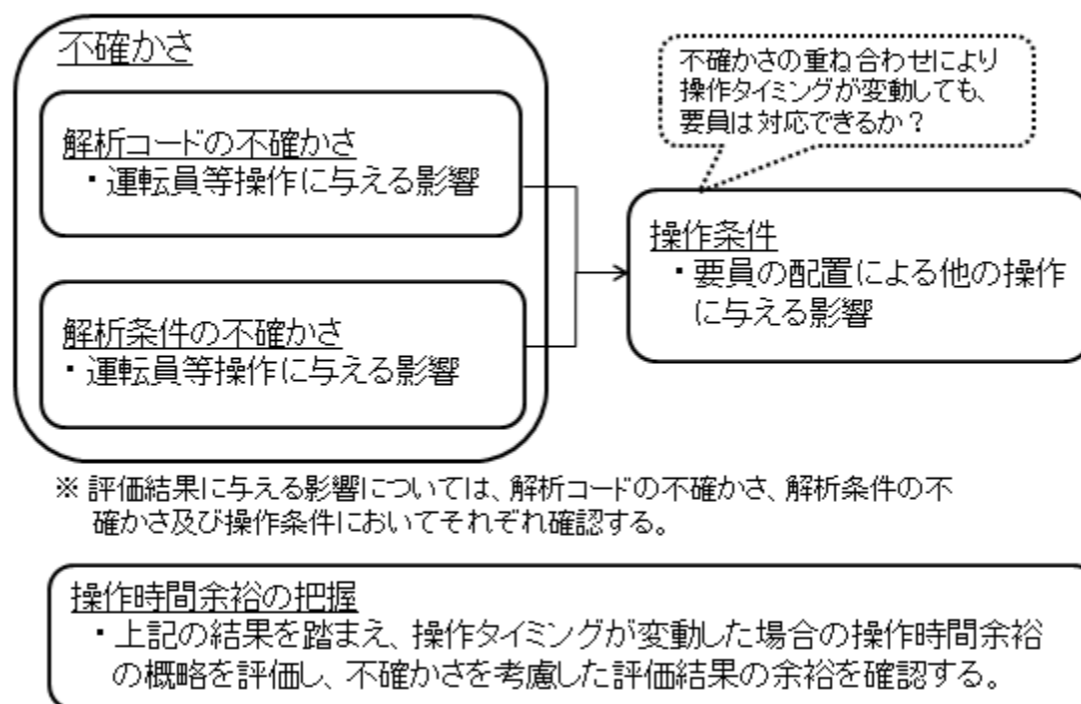 不確かさ
解析コードの不確かさ
・運転員等操作に与える影響
解析条件の不確かさ
・運転員等操作に与える影響
不確かさの重ね合わせにより
操作タイミングが変動しても、
要員は対応できるか？
操作条件
・要員の配置による他の操作
に与える影響
※ 評価結果に与える影響については、解析コードの不確かさ、解析条件の不
確かさ及び操作条件においてそれぞれ確認する。
操作時間余裕の把握
・上記の結果を踏まえ、操作タイミングが変動した場合の操作時間余裕
の概略を評価し、不確かさを考慮した評価結果の余裕を確認する。